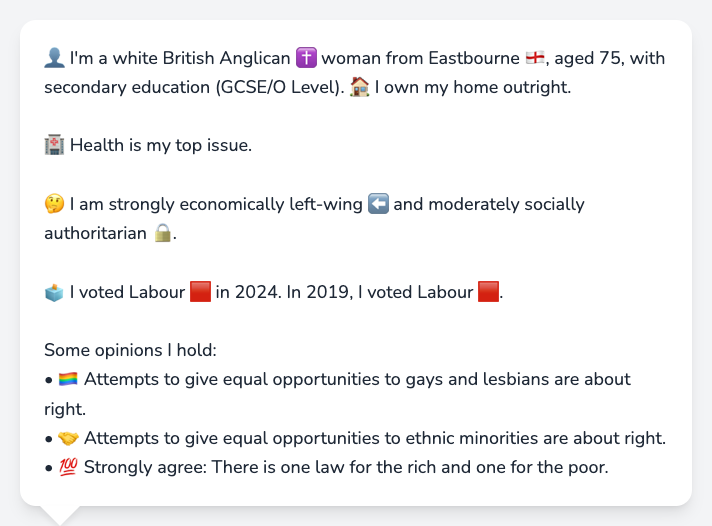 👤 I'm a white British Anglican ✝️ woman from Eastbourne 🏴󠁧󠁢󠁥󠁮󠁧󠁿, aged 75, with
secondary education (GCSE/O Level). 🏠 I own my home outright.
🏥 Health is my top issue.
🤔 I am strongly economically left-wing ⬅️ and moderately socially
authoritarian 🔒.
🗳️ I voted Labour 🟥 in 2024. In 2019, I voted Labour 🟥.
Some opinions I hold:
• 🏳️‍🌈 Attempts to give equal opportunities to gays and lesbians are about
right.
• 🤝 Attempts to give equal opportunities to ethnic minorities are about right.
• 💯 Strongly agree: There is one law for the rich and one for the poor.